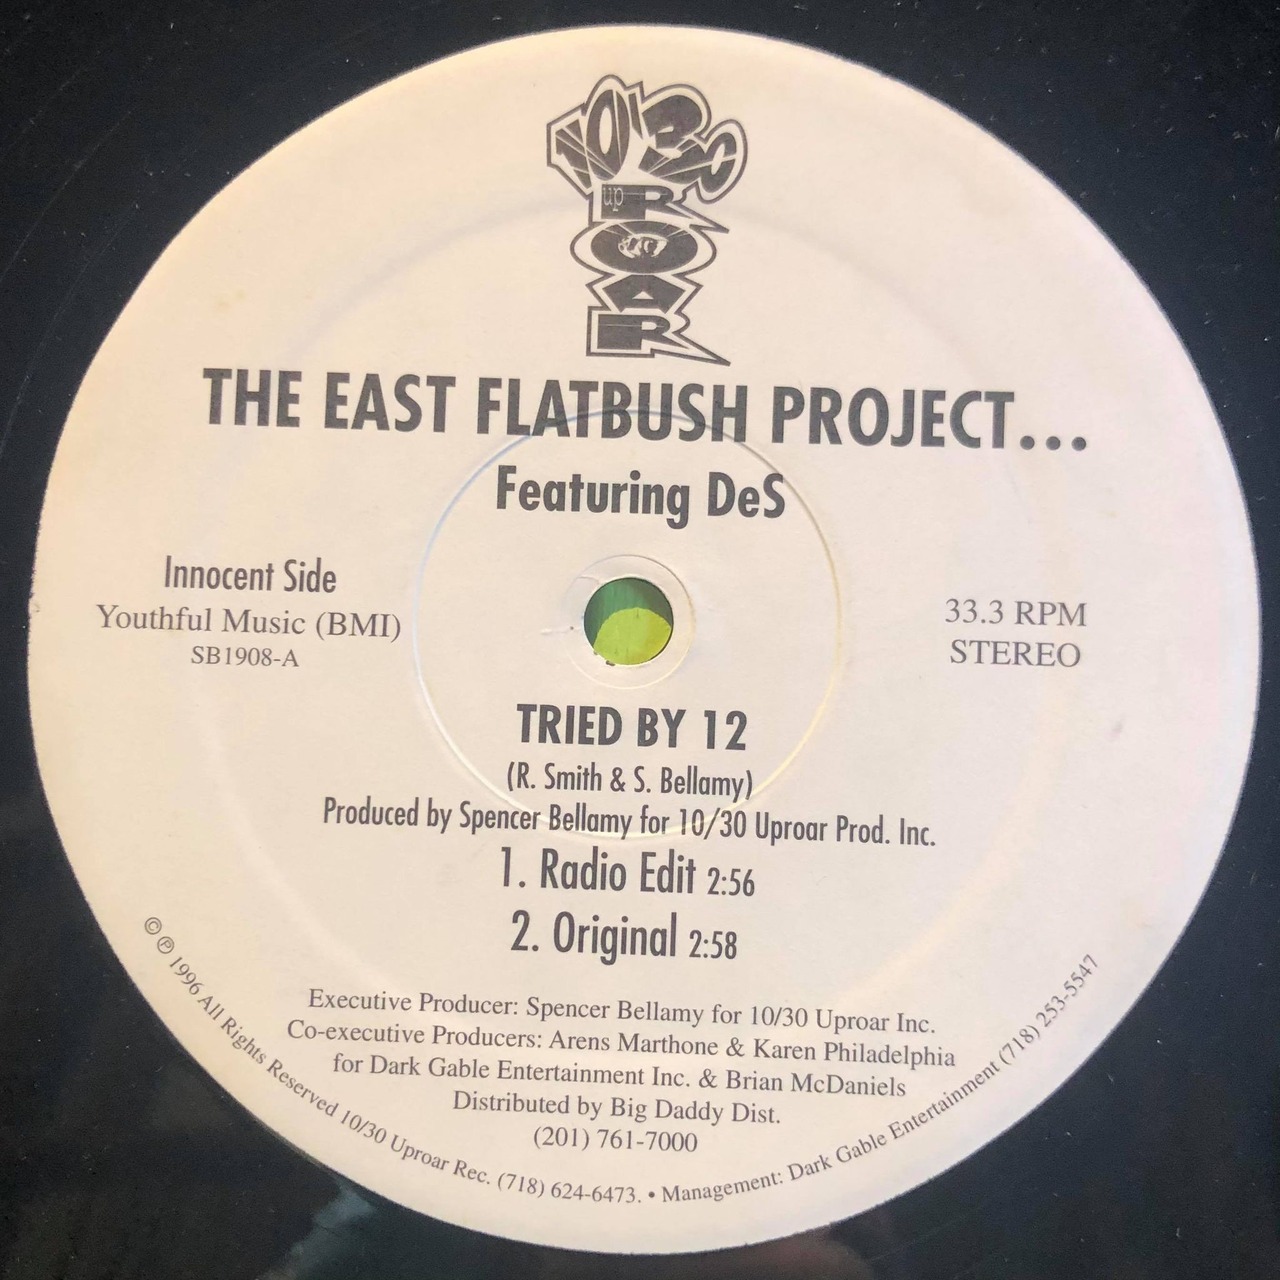 10/30
up ROAR
THE EAST FLATBUSH PROJECT...
Featuring DeS
Innocent Side
Youthful Music (BMI)
SB1908-A
33.3 RPM
STEREO
TRIED BY 12
(R. Smith & S. Bellamy)
Produced by Spencer Bellamy for 10/30 Uproar Prod. Inc.
1. Radio Edit 2:56
2. Original 2:58
Executive Producer: Spencer Bellamy for 10/30 Uproar Inc.
Co-executive Producers: Arens Marthone & Karen Philadelphia
for Dark Gable Entertainment Inc. & Brian McDaniels
Distributed by Big Daddy Dist.
(201) 761-7000
© ℗ 1996 All Rights Reserved 10/30 Uproar Rec. (718) 624-6473. • Management: Dark Gable Entertainment (718) 253-5547